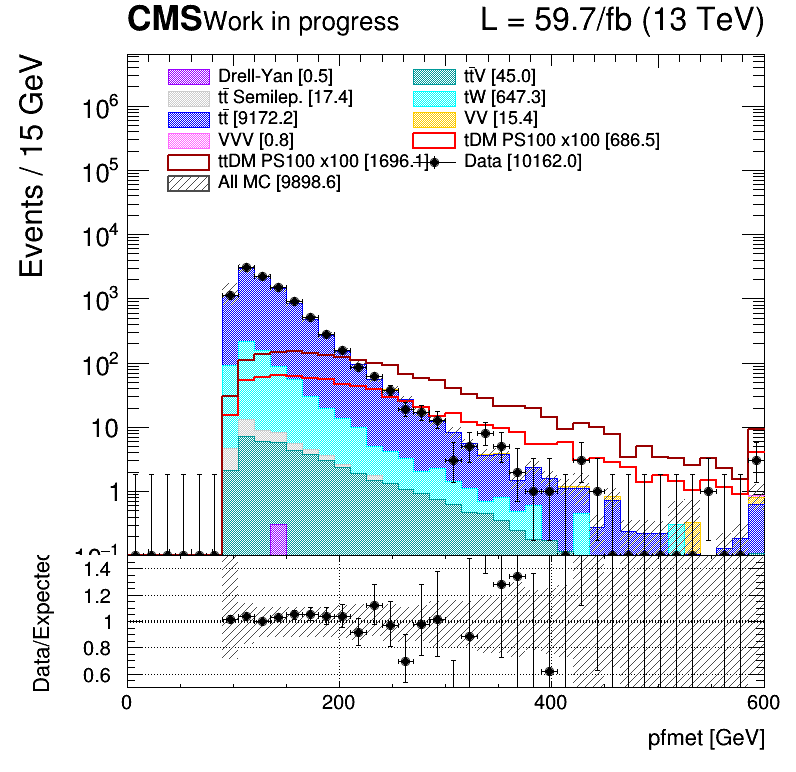 CMS Work in progress L = 59.7/fb (13 TeV)
Events / 15 GeV
Drell-Yan [0.5] tt̄V [45.0]
tt̄ Semilep. [17.4] tW [647.3]
tt̄ [9172.2] VV [15.4]
VVV [0.8] tDM PS100 x100 [686.5]
ttDM PS100 x100 [1696.1] Data [10162.0]
All MC [9898.6]
10⁶
10⁵
10⁴
10³
10²
10
1
10⁻¹
Data/Expected
1.4
1.2
1
0.8
0.6
0 200 400 600
pfmet [GeV]